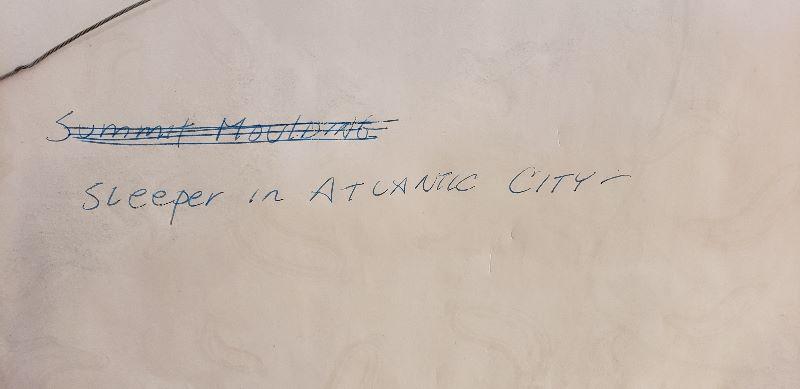 Summit MOULDING
SLeeper in ATLANTIC CITY-